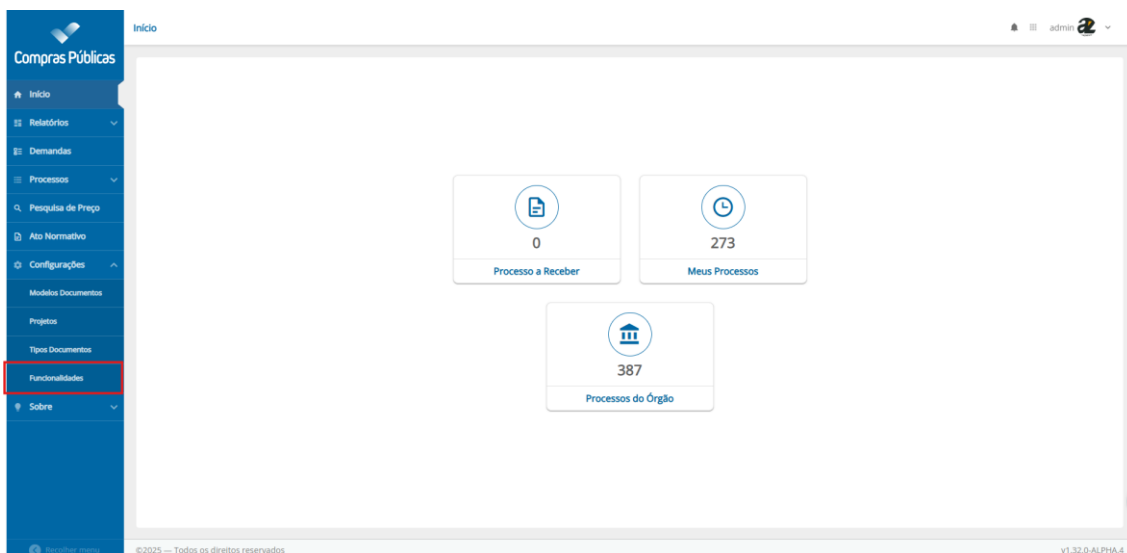 Compras Públicas
Início
Relatórios
Demandas
Processos
Pesquisa de Preço
Ato Normativo
Configurações
Modelos Documentos
Projetos
Tipos Documentos
Funcionalidades
Sobre
Recolher menu
Início
admin
0
Processo a Receber
273
Meus Processos
387
Processos do Órgão
©2025 — Todos os direitos reservados
v1.32.0-ALPHA.4